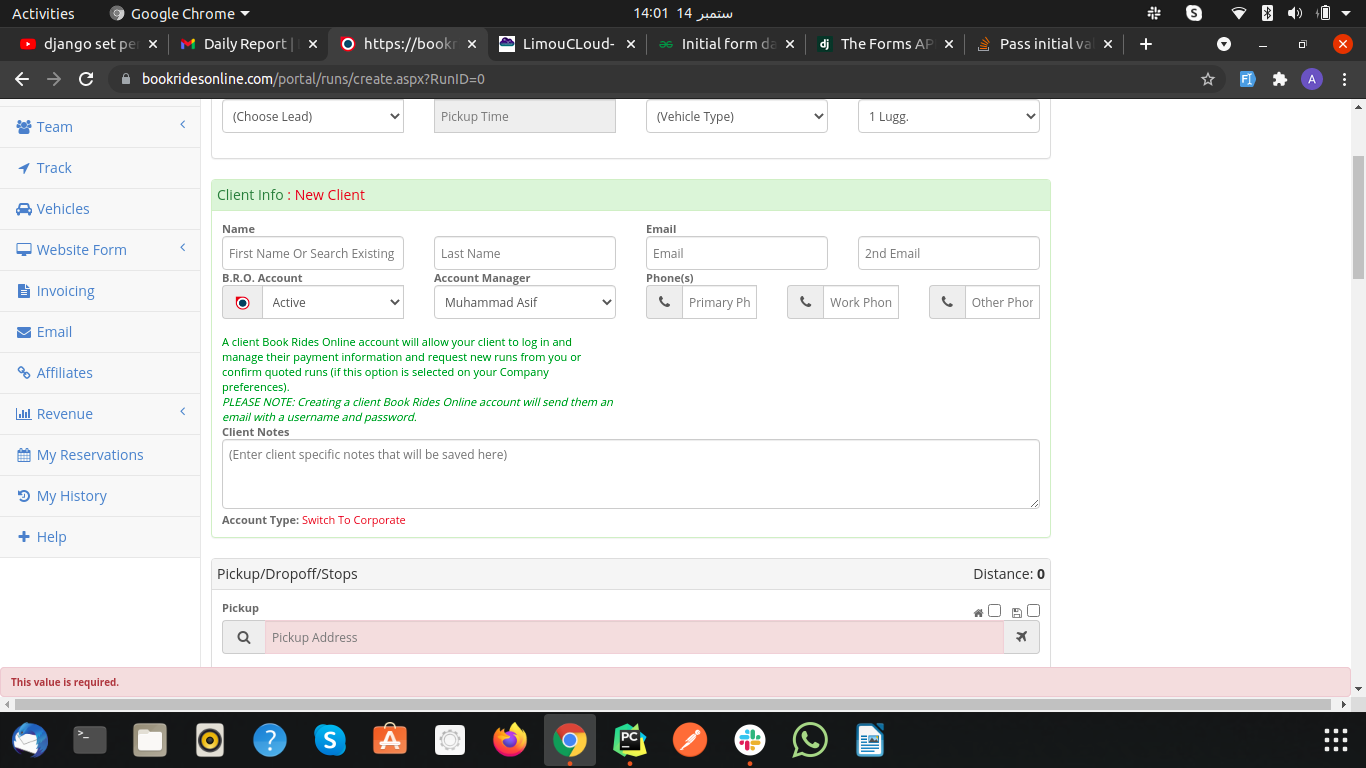 Activities
Google Chrome
14:01 14 ستمبر
django set pe
Daily Report |
https://bookr
LimouCLoud-
Initial form da
The Forms AP
Pass initial va
bookridesonline.com/portal/runs/create.aspx?RunID=0
A
Team
Track
Vehicles
Website Form
Invoicing
Email
Affiliates
Revenue
My Reservations
My History
Help
(Choose Lead)
Pickup Time
(Vehicle Type)
1 Lugg.
Client Info : New Client
Name
Email
First Name Or Search Existing
Last Name
Email
2nd Email
B.R.O. Account
Account Manager
Phone(s)
Active
Muhammad Asif
Primary Ph
Work Phon
Other Phor
A client Book Rides Online account will allow your client to log in and
manage their payment information and request new runs from you or
confirm quoted runs (if this option is selected on your Company
preferences).
PLEASE NOTE: Creating a client Book Rides Online account will send them an
email with a username and password.
Client Notes
(Enter client specific notes that will be saved here)
Account Type: Switch To Corporate
Pickup/Dropoff/Stops
Distance: 0
Pickup
Pickup Address
This value is required.